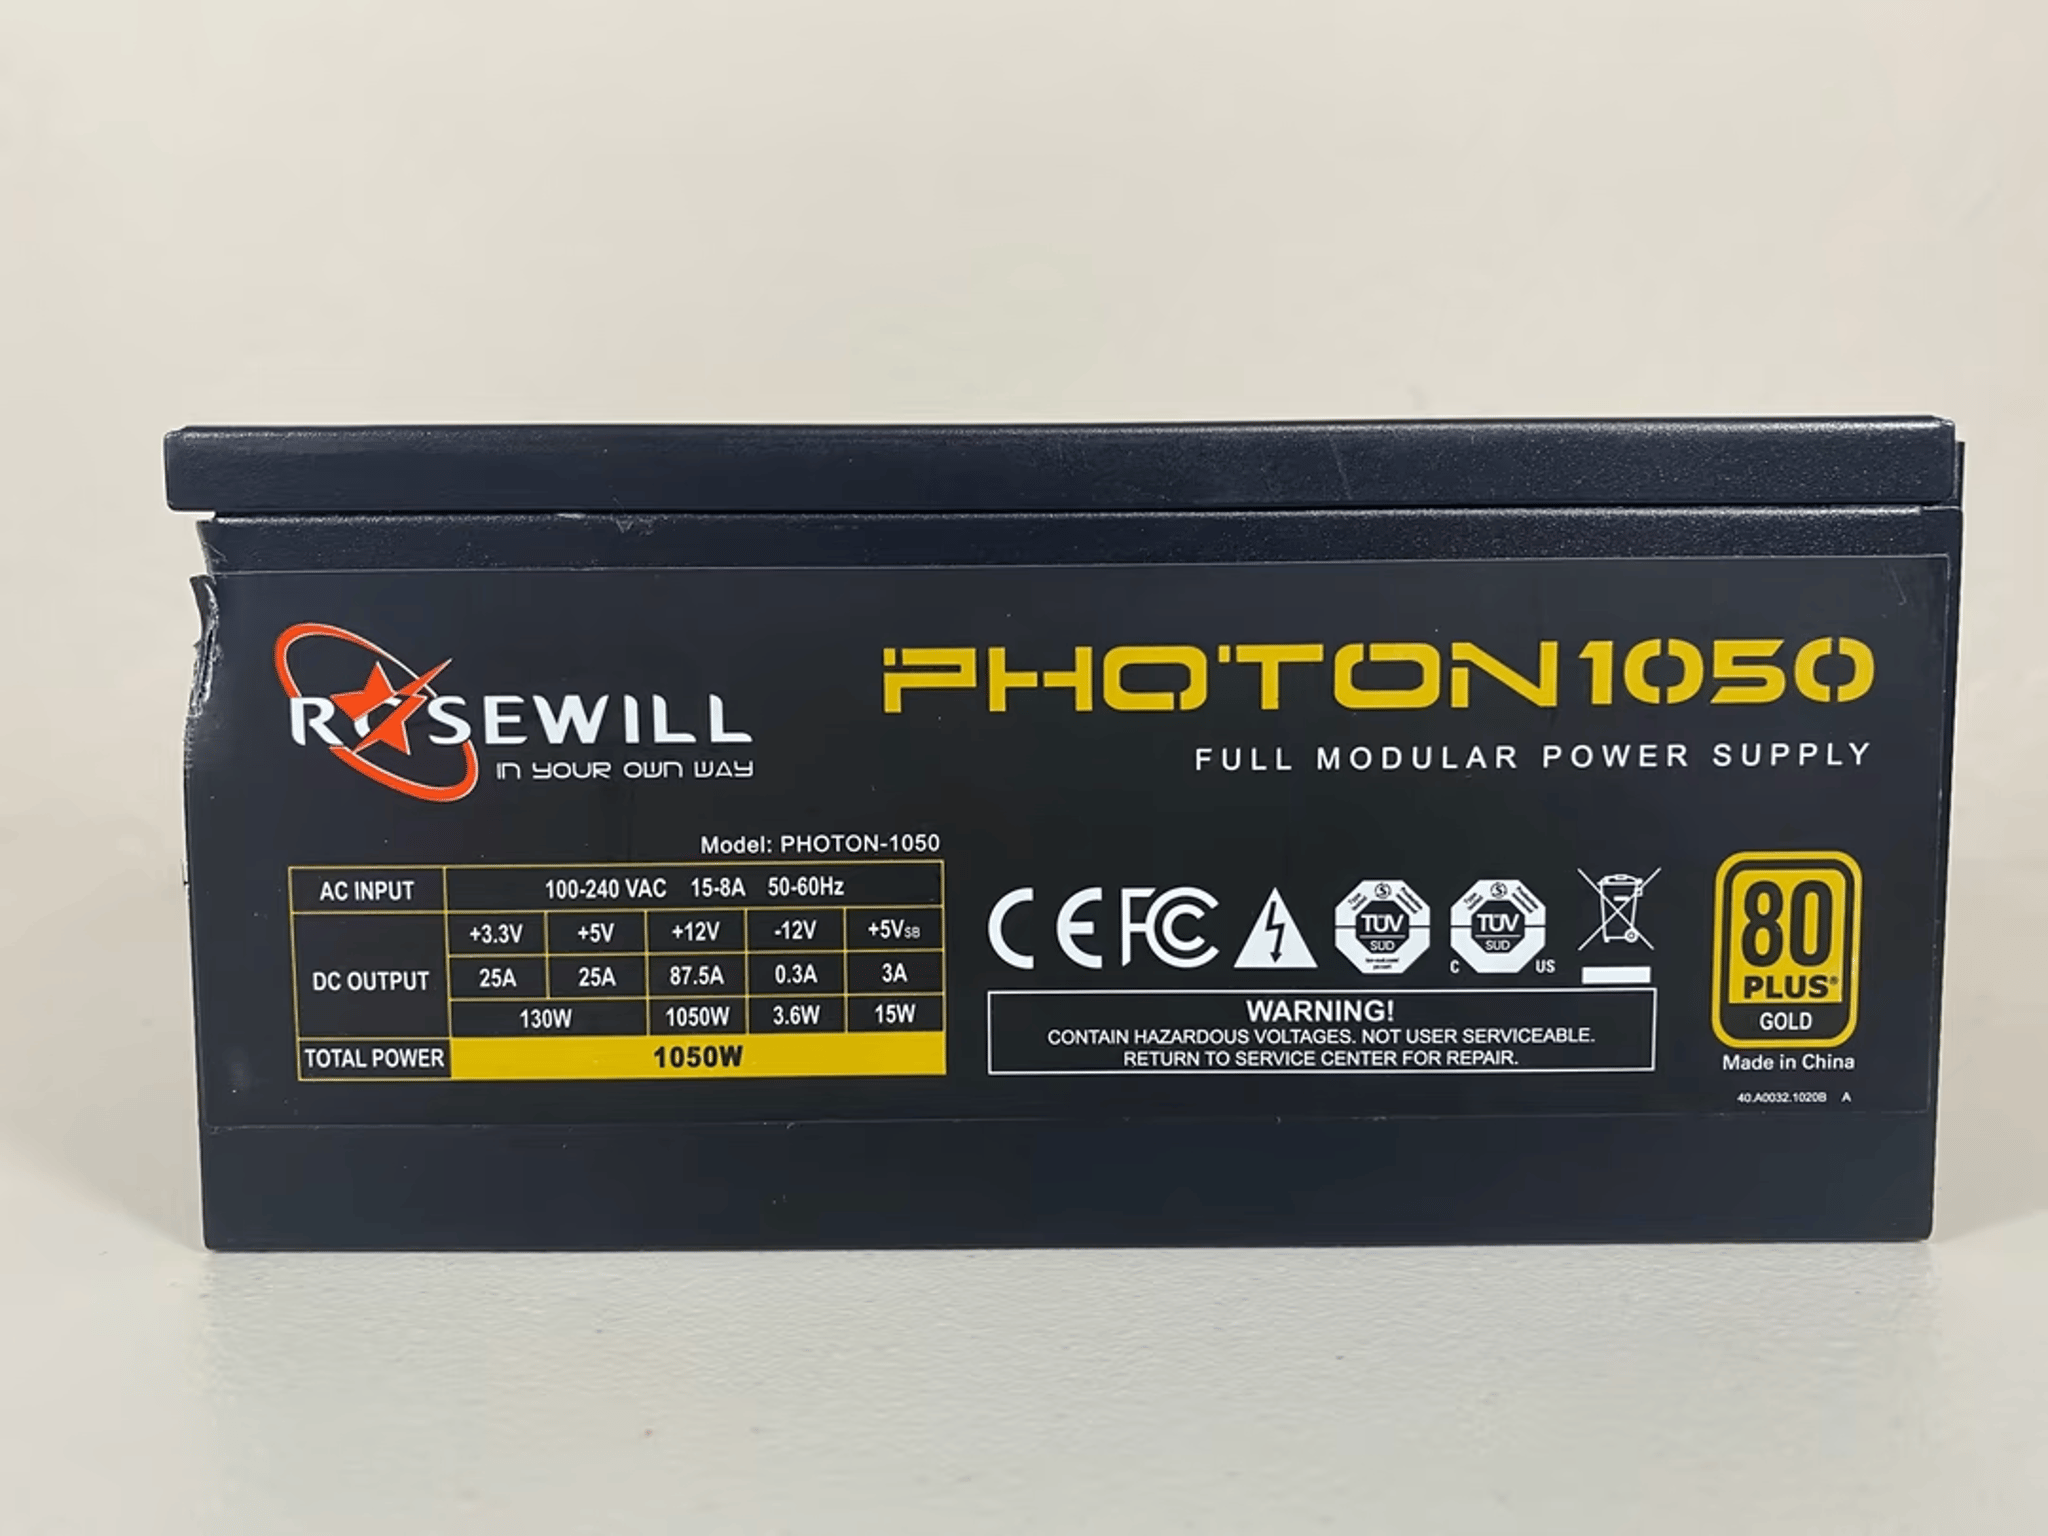 ROSEWILL
IN YOUR OWN WAY
PHOTON1050
FULL MODULAR POWER SUPPLY
Model: PHOTON-1050
AC INPUT 100-240 VAC 15-8A 50-60Hz
DC OUTPUT
+3.3V +5V +12V -12V +5VSB
25A 25A 87.5A 0.3A 3A
130W 1050W 3.6W 15W
TOTAL POWER 1050W
CE FC
TÜV
SUD
TÜV
SUD
C US
WARNING!
CONTAIN HAZARDOUS VOLTAGES. NOT USER SERVICEABLE.
RETURN TO SERVICE CENTER FOR REPAIR.
80
PLUS®
GOLD
Made in China
40.A0032.1020B A